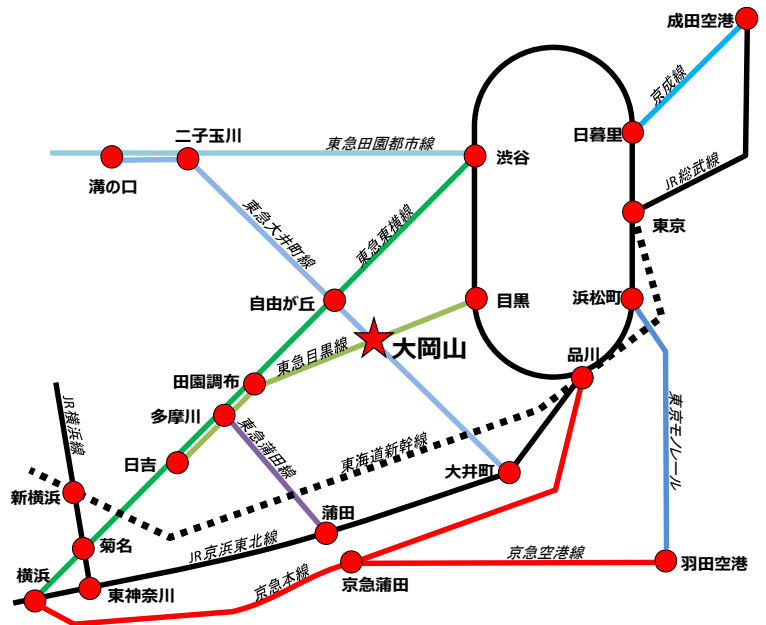 成田空港
京成線
二子玉川
東急田園都市線
日暮里
渋谷
溝の口
JR総武線
東京
東急大井町線
東急東横線
自由が丘
目黒
浜松町
大岡山
東急目黒線
品川
田園調布
多摩川
JR横浜線
東急蒲田線
東海道新幹線
東京モノレール
日吉
大井町
新横浜
蒲田
菊名
JR京浜東北線
京急空港線
羽田空港
横浜
東神奈川
京急本線
京急蒲田